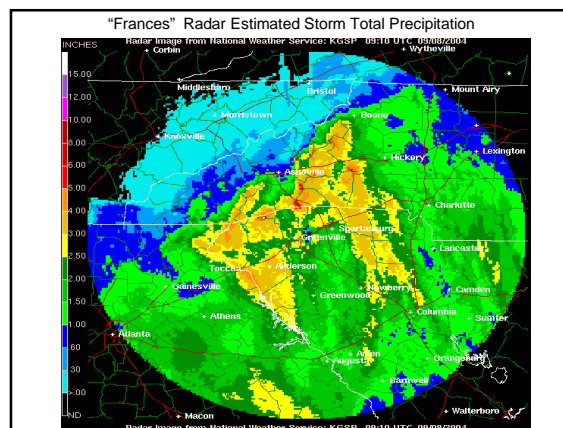 “Frances” Radar Estimated Storm Total Precipitation
INCHES
Radar Image from National Weather Service: KGSP 09:10 UTC 09/08/2004
Corbin
Wytheville
15.00
Middlesboro
Bristol
Mount Airy
12.00
Morristown
Boone
10.00
Knoxville
8.00
Hickory
Lexington
6.00
Asheville
5.00
Charlotte
4.00
Spartanburg
3.00
Greenville
Lancaster
2.50
Toccoa
Anderson
2.00
Gainesville
Greenwood
Newberry
Camden
1.50
Athens
Columbia
Sumter
1.00
Atlanta
.60
Aiken
Orangeburg
.30
Augusta
> .00
Barnwell
ND
Macon
Walterboro
Radar Image from National Weather Service: KGSP 09:10 UTC 09/08/2004